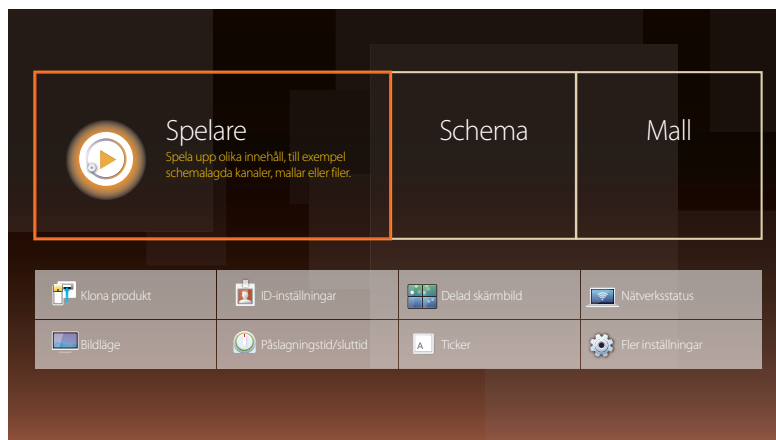 Spelare
Spela upp olika innehåll, till exempel
schemalagda kanaler, mallar eller filer.
Schema
Mall
Klona produkt
ID-inställningar
Delad skärmbild
Nätverksstatus
Bildläge
Påslagningstid/sluttid
A
Ticker
Fler inställningar